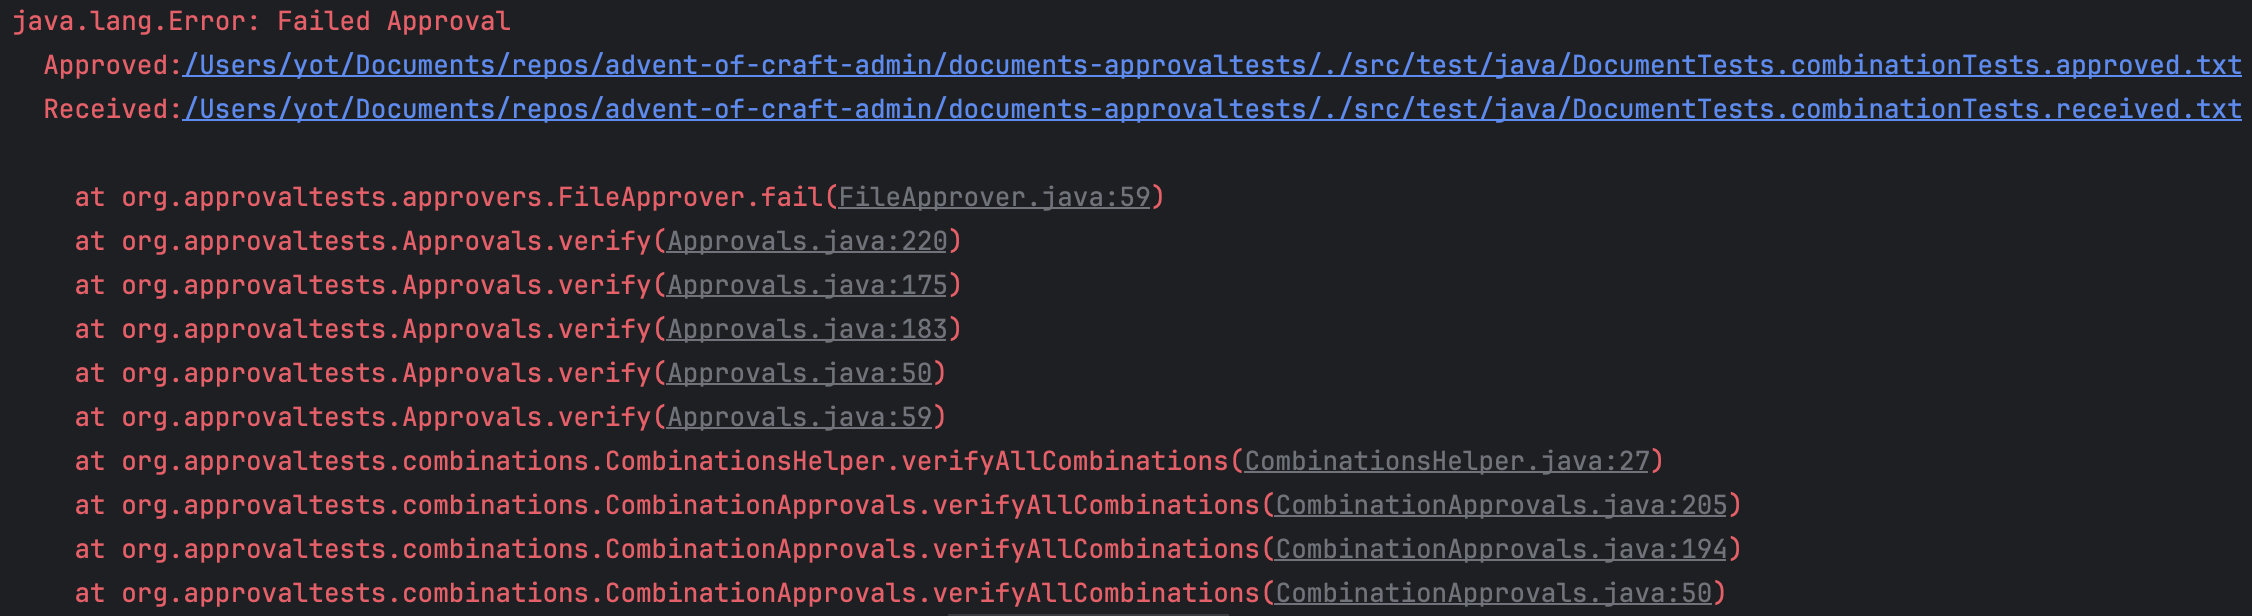 java.lang.Error: Failed Approval
Approved:/Users/yot/Documents/repos/advent-of-craft-admin/documents-approvaltests/./src/test/java/DocumentTests.combinationTests.approved.txt
Received:/Users/yot/Documents/repos/advent-of-craft-admin/documents-approvaltests/./src/test/java/DocumentTests.combinationTests.received.txt
at org.approvaltests.approvers.FileApprover.fail(FileApprover.java:59)
at org.approvaltests.Approvals.verify(Approvals.java:220)
at org.approvaltests.Approvals.verify(Approvals.java:175)
at org.approvaltests.Approvals.verify(Approvals.java:183)
at org.approvaltests.Approvals.verify(Approvals.java:50)
at org.approvaltests.Approvals.verify(Approvals.java:59)
at org.approvaltests.combinations.CombinationsHelper.verifyAllCombinations(CombinationsHelper.java:27)
at org.approvaltests.combinations.CombinationApprovals.verifyAllCombinations(CombinationApprovals.java:205)
at org.approvaltests.combinations.CombinationApprovals.verifyAllCombinations(CombinationApprovals.java:194)
at org.approvaltests.combinations.CombinationApprovals.verifyAllCombinations(CombinationApprovals.java:50)